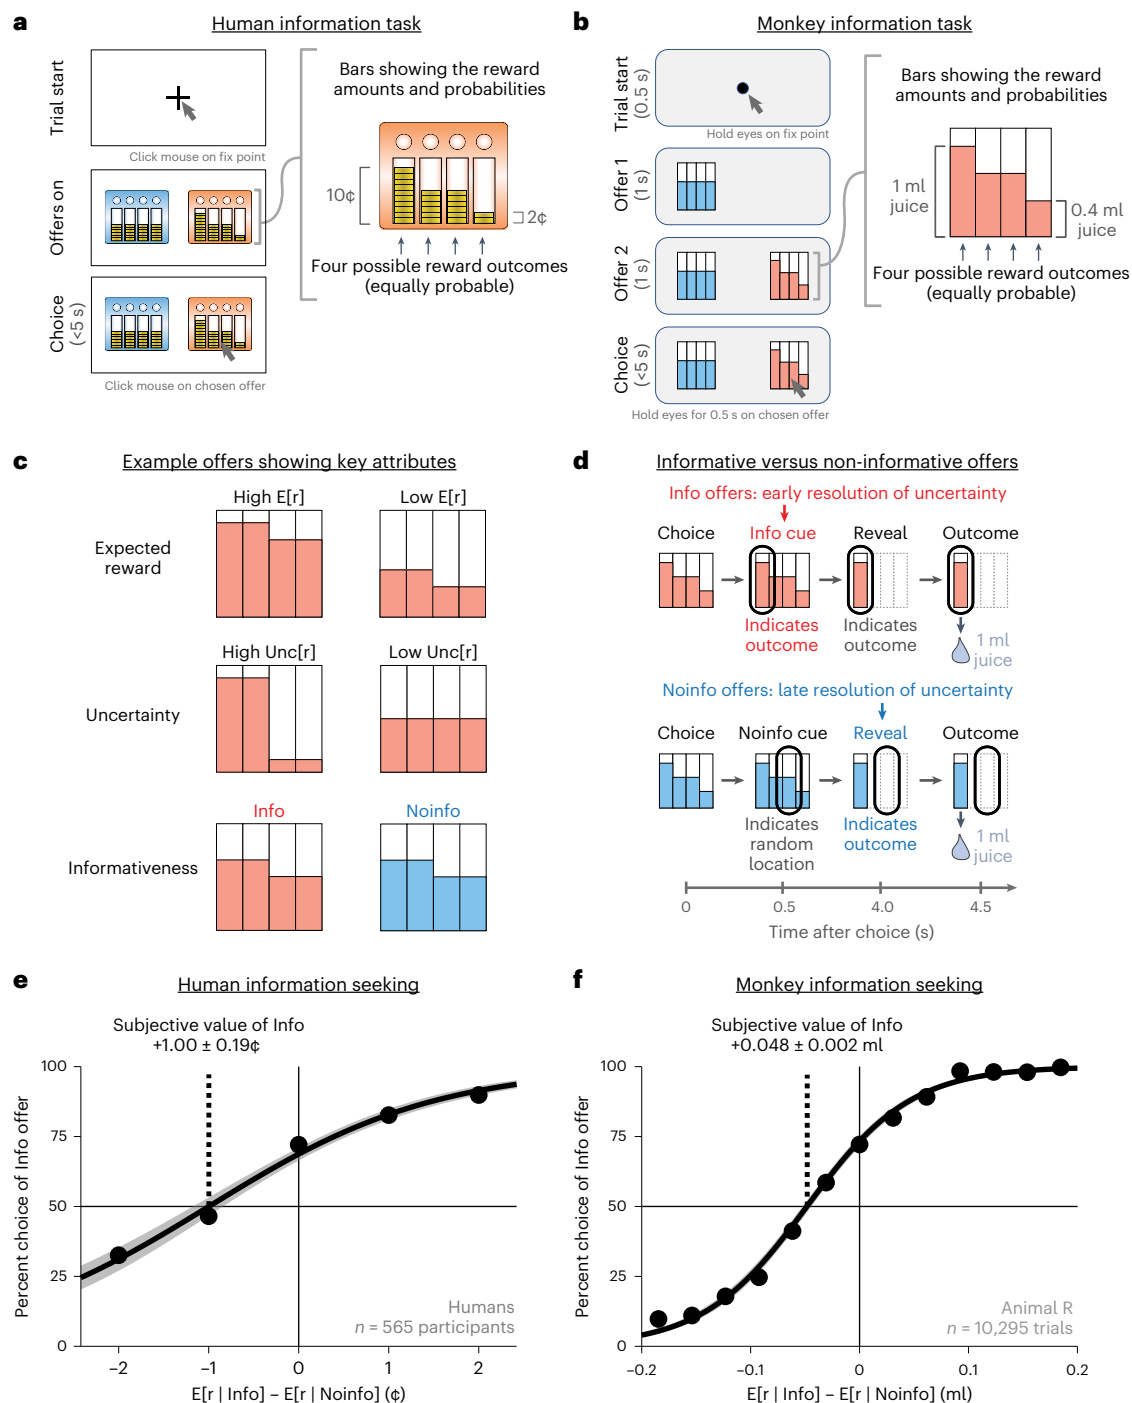 a
Human information task
Trial start
Click mouse on fix point
Offers on
Choice
(<5 s)
Click mouse on chosen offer
Bars showing the reward
amounts and probabilities
10¢
2¢
Four possible reward outcomes
(equally probable)
b
Monkey information task
Trial start
(0.5 s)
Hold eyes on fix point
Offer 1
(1 s)
Offer 2
(1 s)
Choice
(<5 s)
Hold eyes for 0.5 s on chosen offer
Bars showing the reward
amounts and probabilities
1 ml
juice
0.4 ml
juice
Four possible reward outcomes
(equally probable)
c
Example offers showing key attributes
High E[r]
Low E[r]
Expected
reward
High Unc[r]
Low Unc[r]
Uncertainty
Info
Noinfo
Informativeness
d
Informative versus non-informative offers
Info offers: early resolution of uncertainty
Choice
Info cue
Reveal
Outcome
Indicates
outcome
Indicates
outcome
1 ml
juice
Noinfo offers: late resolution of uncertainty
Choice
Noinfo cue
Reveal
Outcome
Indicates
random
location
Indicates
outcome
1 ml
juice
0
0.5
4.0
4.5
Time after choice (s)
e
Human information seeking
Subjective value of Info
+1.00 ± 0.19¢
Percent choice of Info offer
100
75
50
25
0
Humans
n = 565 participants
−2
−1
0
1
2
E[r | Info] – E[r | Noinfo] (¢)
f
Monkey information seeking
Subjective value of Info
+0.048 ± 0.002 ml
Percent choice of Info offer
100
75
50
25
0
Animal R
n = 10,295 trials
−0.2
−0.1
0
0.1
0.2
E[r | Info] – E[r | Noinfo] (ml)